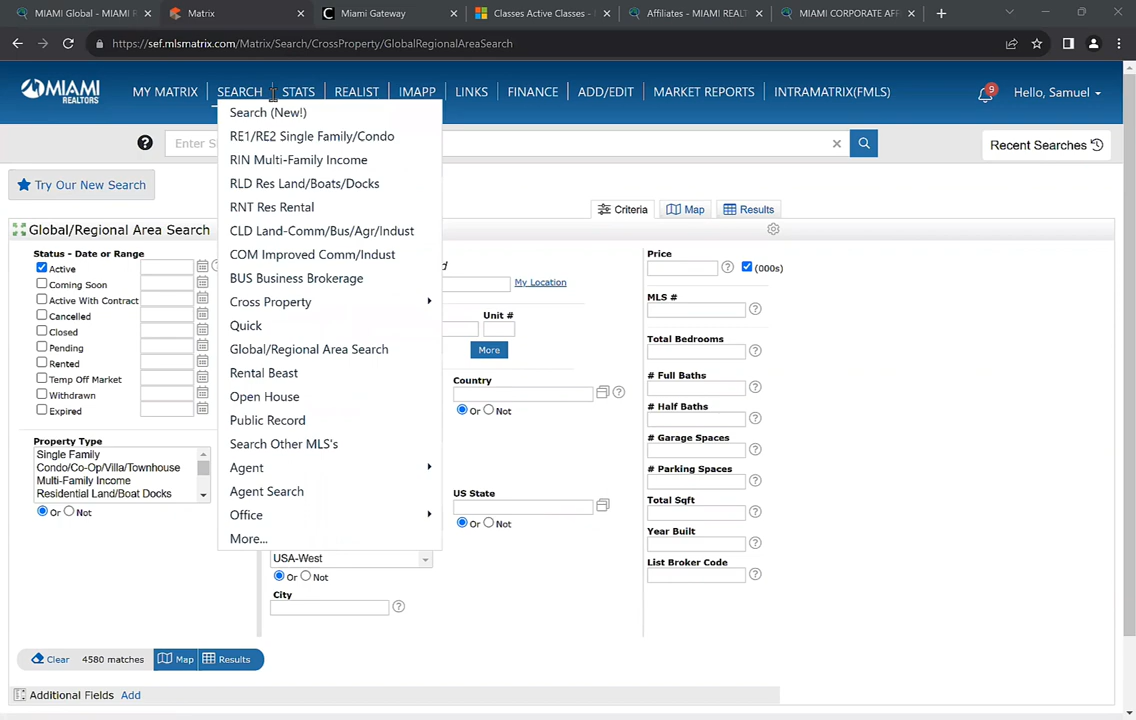 MIAMI Global - MIAMI R
Matrix
Miami Gateway
Classes Active Classes -
Affiliates - MIAMI REALT
MIAMI CORPORATE AFF
https://sef.mlsmatrix.com/Matrix/Search/CrossProperty/GlobalRegionalAreaSearch
MIAMI REALTORS
MY MATRIX
SEARCH
STATS
REALIST
IMAPP
LINKS
FINANCE
ADD/EDIT
MARKET REPORTS
INTRAMATRIX(FMLS)
9
Hello, Samuel
Enter S
Recent Searches
Try Our New Search
Criteria
Map
Results
Global/Regional Area Search
Search (New!)
RE1/RE2 Single Family/Condo
RIN Multi-Family Income
RLD Res Land/Boats/Docks
RNT Res Rental
CLD Land-Comm/Bus/Agr/Indust
COM Improved Comm/Indust
BUS Business Brokerage
Cross Property
Quick
Global/Regional Area Search
Rental Beast
Open House
Public Record
Search Other MLS's
Agent
Agent Search
Office
More...
Status - Date or Range
Active
Coming Soon
Active With Contract
Cancelled
Closed
Pending
Rented
Temp Off Market
Withdrawn
Expired
Property Type
Single Family
Condo/Co-Op/Villa/Townhouse
Multi-Family Income
Residential Land/Boat Docks
Or Not
My Location
Unit #
More
Country
Or Not
US State
Or Not
USA-West
Or Not
City
Price
(000s)
MLS #
Total Bedrooms
# Full Baths
# Half Baths
# Garage Spaces
# Parking Spaces
Total Sqft
Year Built
List Broker Code
Clear
4580 matches
Map
Results
Additional Fields Add